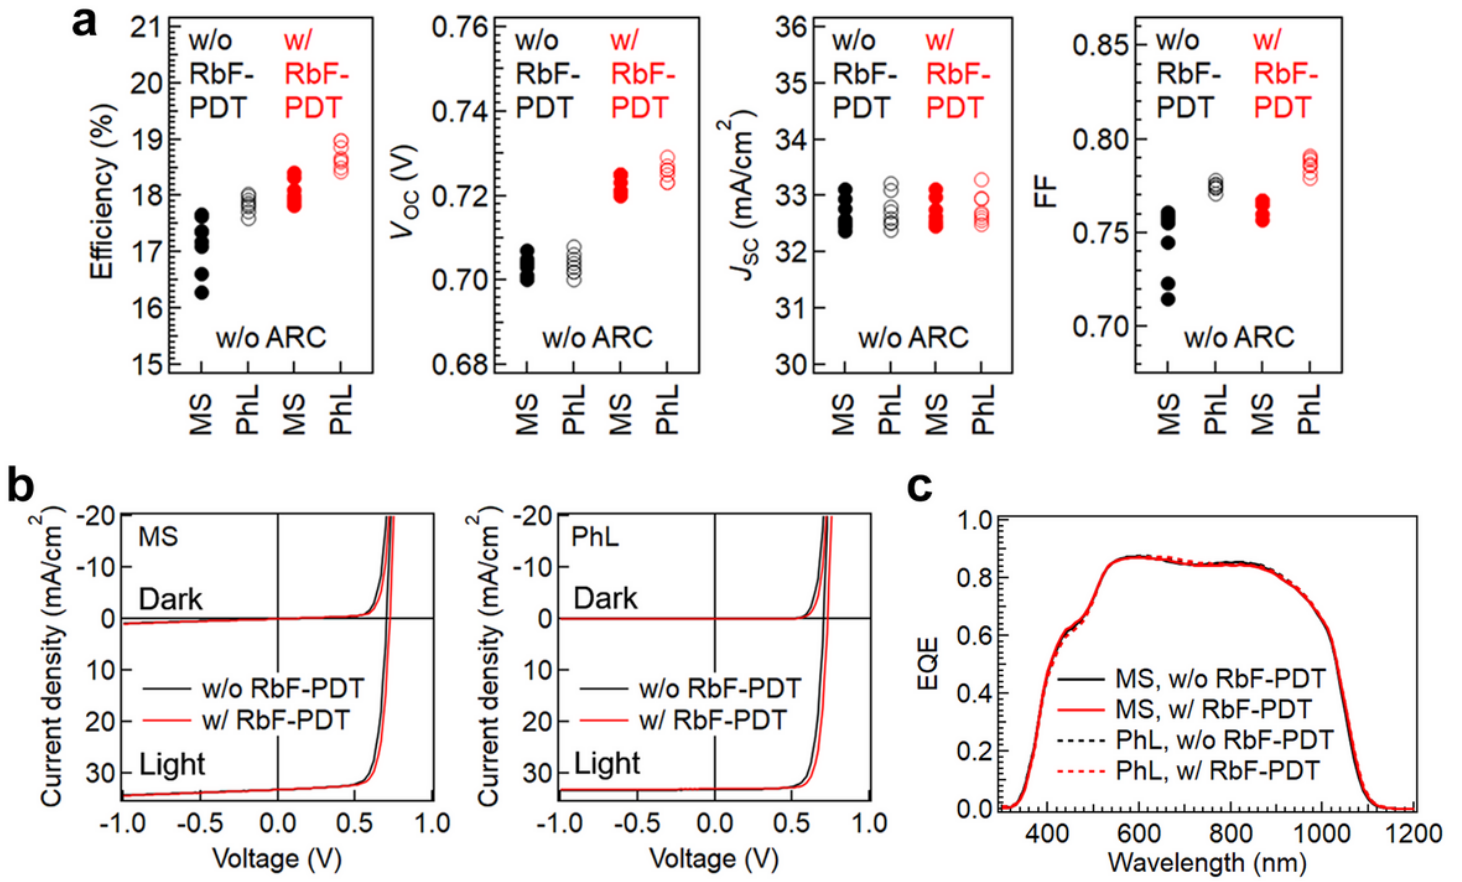 a
Efficiency (%)
21
20
19
18
17
16
15
w/o
RbF-
PDT
w/
RbF-
PDT
w/o ARC
MS
PhL
MS
PhL
VOC (V)
0.76
0.74
0.72
0.70
0.68
w/o
RbF-
PDT
w/
RbF-
PDT
w/o ARC
MS
PhL
MS
PhL
JSC (mA/cm2)
36
35
34
33
32
31
30
w/o
RbF-
PDT
w/
RbF-
PDT
w/o ARC
MS
PhL
MS
PhL
FF
0.85
0.80
0.75
0.70
w/o
RbF-
PDT
w/
RbF-
PDT
w/o ARC
MS
PhL
MS
PhL
b
Current density (mA/cm2)
-20
-10
0
10
20
30
MS
Dark
w/o RbF-PDT
w/ RbF-PDT
Light
-1.0 -0.5 0.0 0.5 1.0
Voltage (V)
Current density (mA/cm2)
-20
-10
0
10
20
30
PhL
Dark
w/o RbF-PDT
w/ RbF-PDT
Light
-1.0 -0.5 0.0 0.5 1.0
Voltage (V)
c
EQE
1.0
0.8
0.6
0.4
0.2
0.0
MS, w/o RbF-PDT
MS, w/ RbF-PDT
PhL, w/o RbF-PDT
PhL, w/ RbF-PDT
400 600 800 1000 1200
Wavelength (nm)